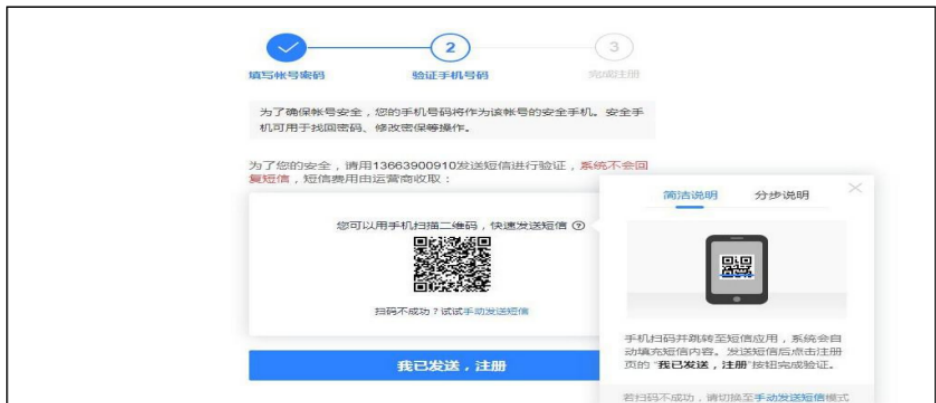 2
3
填写帐号密码
验证手机号码
完成注册
为了确保帐号安全，您的手机号码将作为该帐号的安全手机。安全手
机可用于找回密码、修改密保等操作。
为了您的安全，请用13663900910发送短信进行验证，系统不会回
复短信，短信费用由运营商收取：
您可以用手机扫描二维码，快速发送短信 ?
扫码不成功？试试手动发送短信
我已发送，注册
简洁说明
分步说明
手机扫码并跳转至短信应用，系统会自
动填充短信内容。发送短信后点击注册
页的 "我已发送，注册"按钮完成验证。
若扫码不成功，请切换至手动发送短信模式